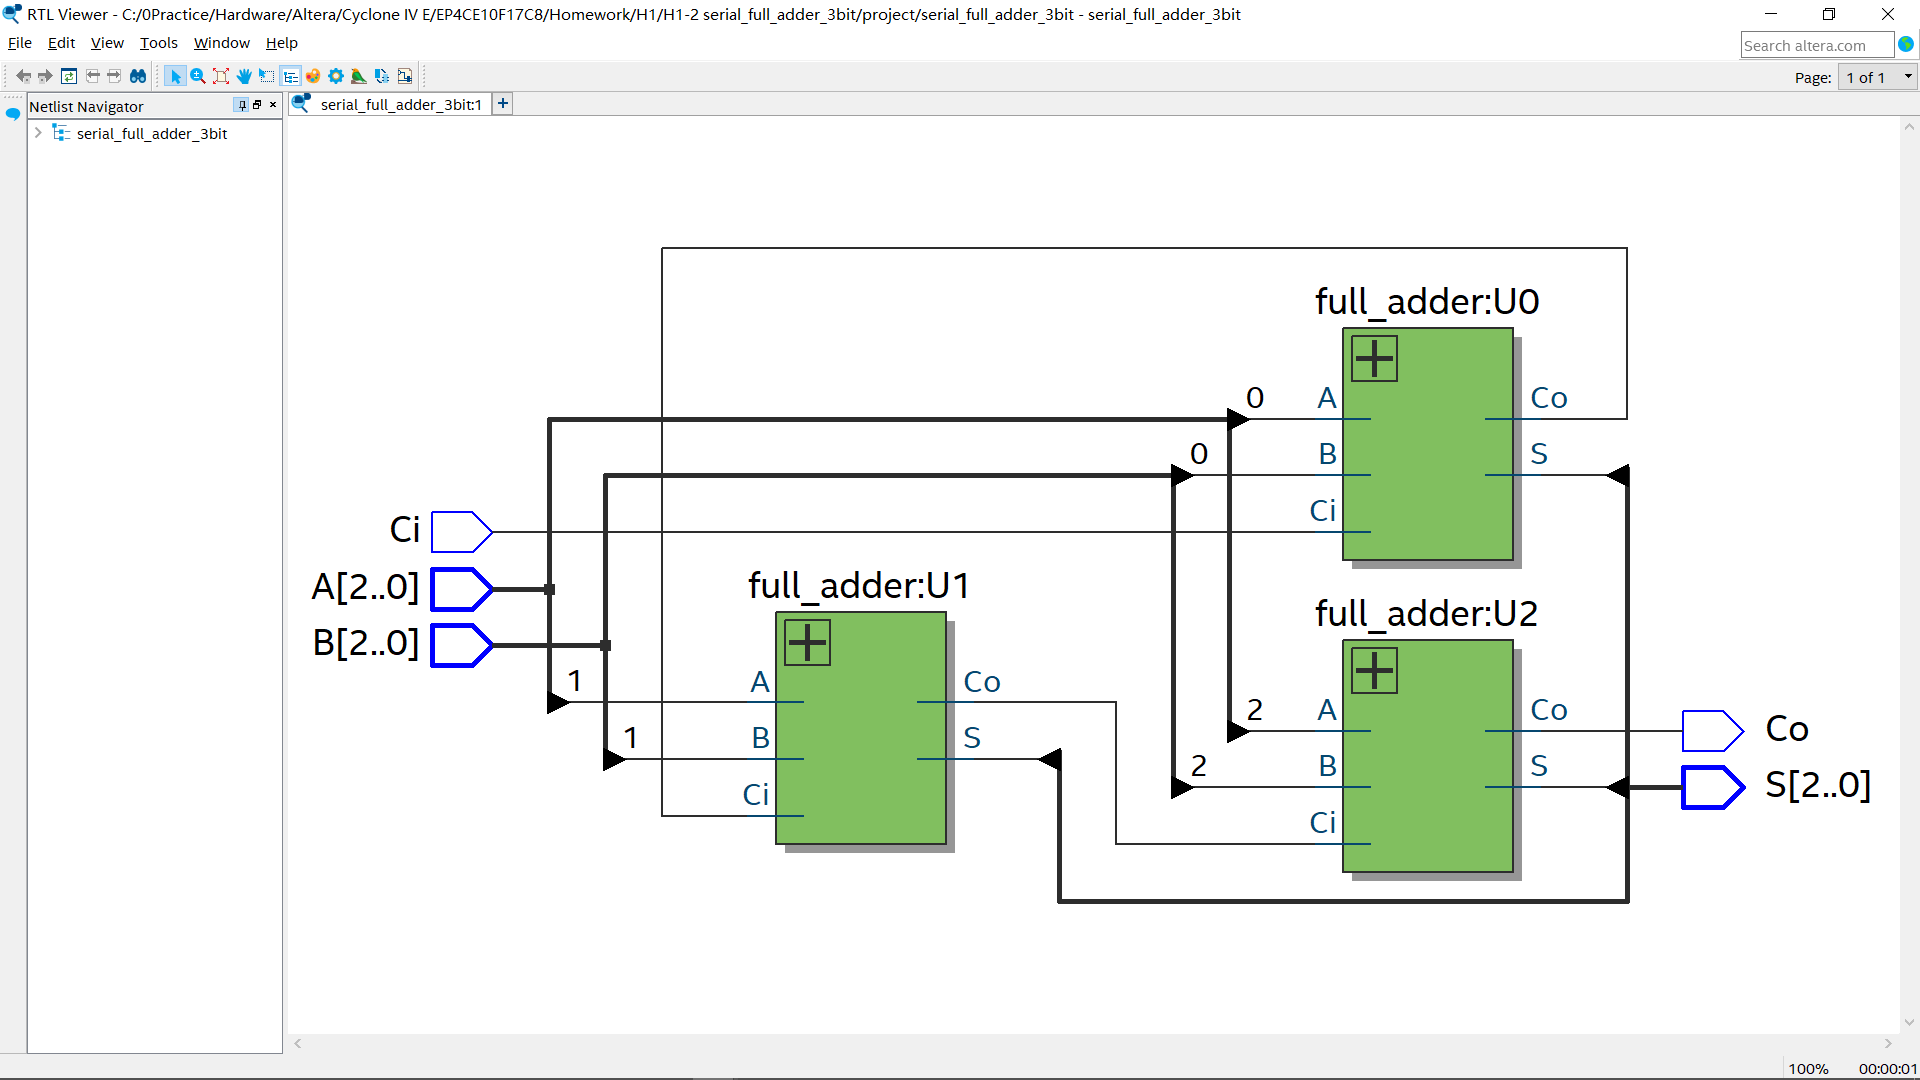 RTL Viewer - C:/0Practice/Hardware/Altera/Cyclone IV E/EP4CE10F17C8/Homework/H1/H1-2 serial_full_adder_3bit/project/serial_full_adder_3bit - serial_full_adder_3bit
File Edit View Tools Window Help
Search altera.com
Page: 1 of 1
Netlist Navigator
serial_full_adder_3bit:1
serial_full_adder_3bit
full_adder:U0
0 A Co
0 B S
Ci
Ci
A[2..0]
full_adder:U1
full_adder:U2
B[2..0]
1 A Co
2 A Co
Co
1 B S
2 B S
S[2..0]
Ci
Ci
100% 00:00:01